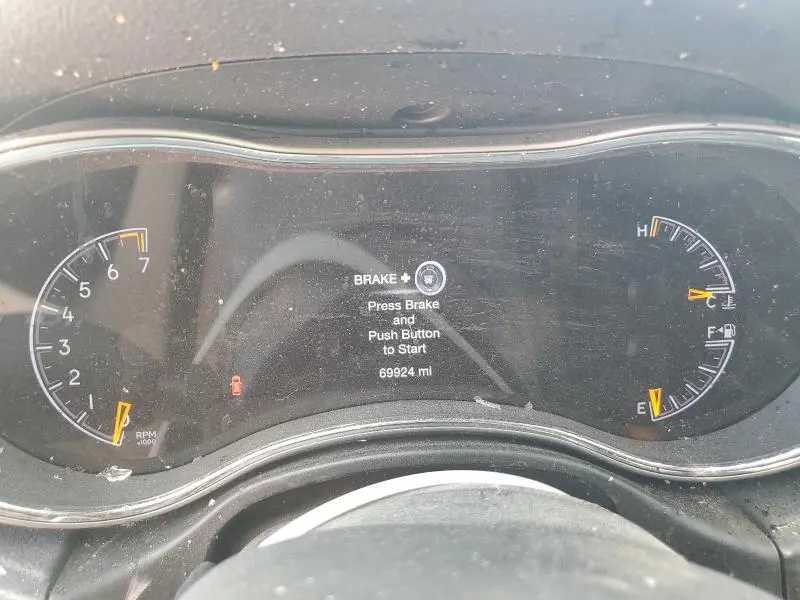 7
6
5
4
3
2
1
0
RPM
x1000
BRAKE +
Press Brake
and
Push Button
to Start
69924 mi
H
C
F
E